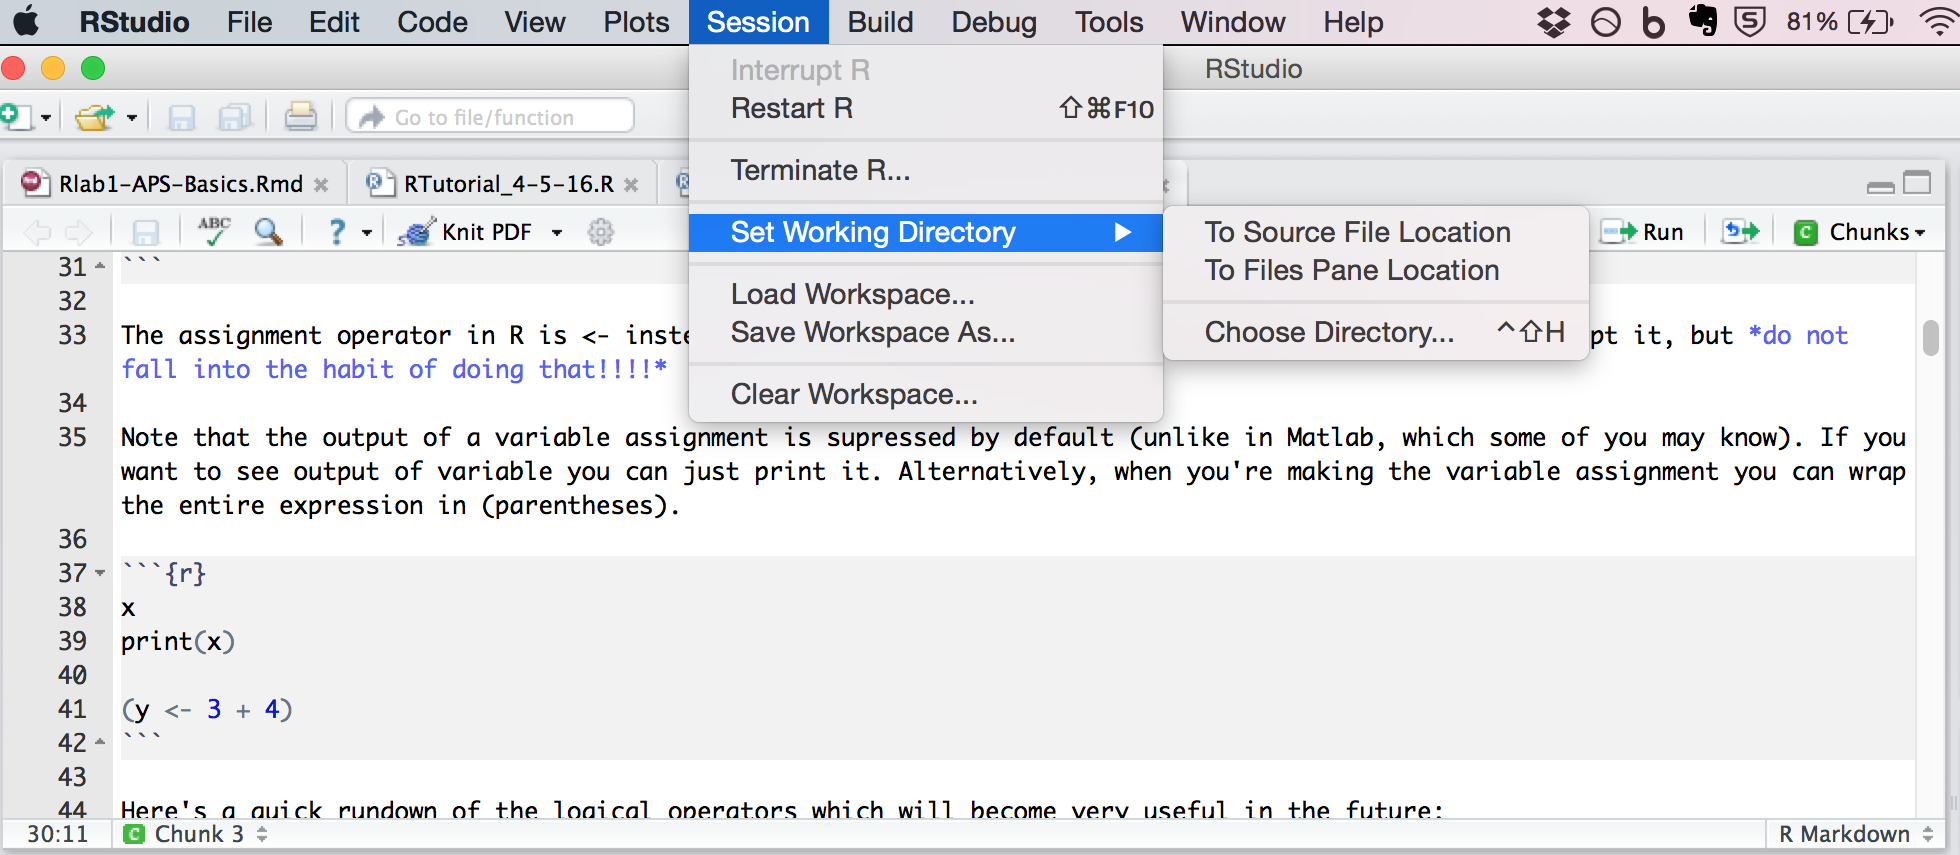 RStudio File Edit Code View Plots Session Build Debug Tools Window Help 81%
RStudio
Interrupt R
Restart R ⇧⌘F10
Go to file/function
Terminate R...
Rlab1-APS-Basics.Rmd RTutorial_4-5-16.R
ABC ? Knit PDF Run Chunks
Set Working Directory
To Source File Location
To Files Pane Location
Choose Directory... ^⇧H
Load Workspace...
Save Workspace As...
Clear Workspace...
31 ```
32
33 The assignment operator in R is <- inste pt it, but *do not
fall into the habit of doing that!!!!*
34
35 Note that the output of a variable assignment is supressed by default (unlike in Matlab, which some of you may know). If you
want to see output of variable you can just print it. Alternatively, when you're making the variable assignment you can wrap
the entire expression in (parentheses).
36
37 ```{r}
38 x
39 print(x)
40
41 (y <- 3 + 4)
42 ```
43
44 Here's a quick rundown of the logical operators which will become very useful in the future:
30:11 C Chunk 3 R Markdown